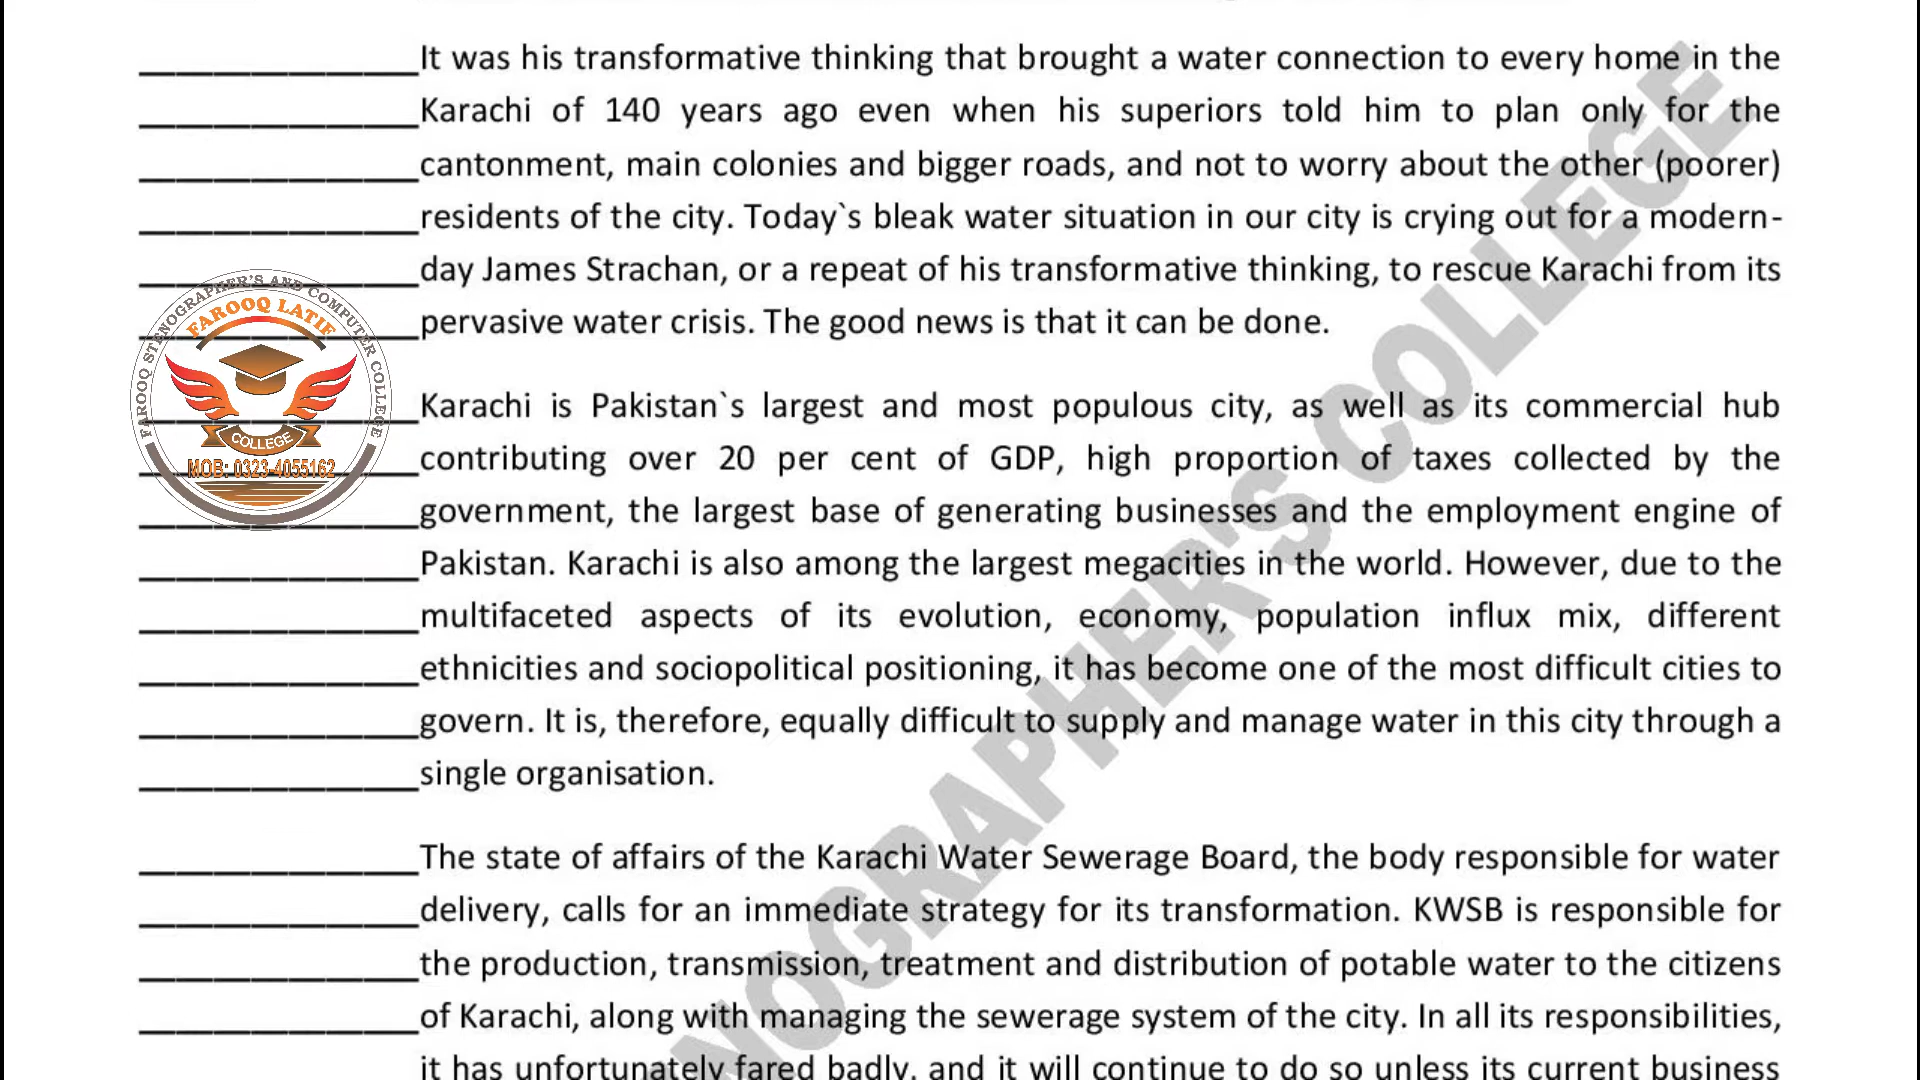 It was his transformative thinking that brought a water connection to every home in the
Karachi of 140 years ago even when his superiors told him to plan only for the
cantonment, main colonies and bigger roads, and not to worry about the other (poorer)
residents of the city. Today`s bleak water situation in our city is crying out for a modern-
day James Strachan, or a repeat of his transformative thinking, to rescue Karachi from its
pervasive water crisis. The good news is that it can be done.
FAROOQ STENOGRAPHER'S AND COMPUTER COLLEGE
FAROOQ LATIF
COLLEGE
MOB: 0323-4055162
Karachi is Pakistan`s largest and most populous city, as well as its commercial hub
contributing over 20 per cent of GDP, high proportion of taxes collected by the
government, the largest base of generating businesses and the employment engine of
Pakistan. Karachi is also among the largest megacities in the world. However, due to the
multifaceted aspects of its evolution, economy, population influx mix, different
ethnicities and sociopolitical positioning, it has become one of the most difficult cities to
govern. It is, therefore, equally difficult to supply and manage water in this city through a
single organisation.
The state of affairs of the Karachi Water Sewerage Board, the body responsible for water
delivery, calls for an immediate strategy for its transformation. KWSB is responsible for
the production, transmission, treatment and distribution of potable water to the citizens
of Karachi, along with managing the sewerage system of the city. In all its responsibilities,
it has unfortunately fared badly, and it will continue to do so unless its current business
NOGRAPHER'S COLLEGE